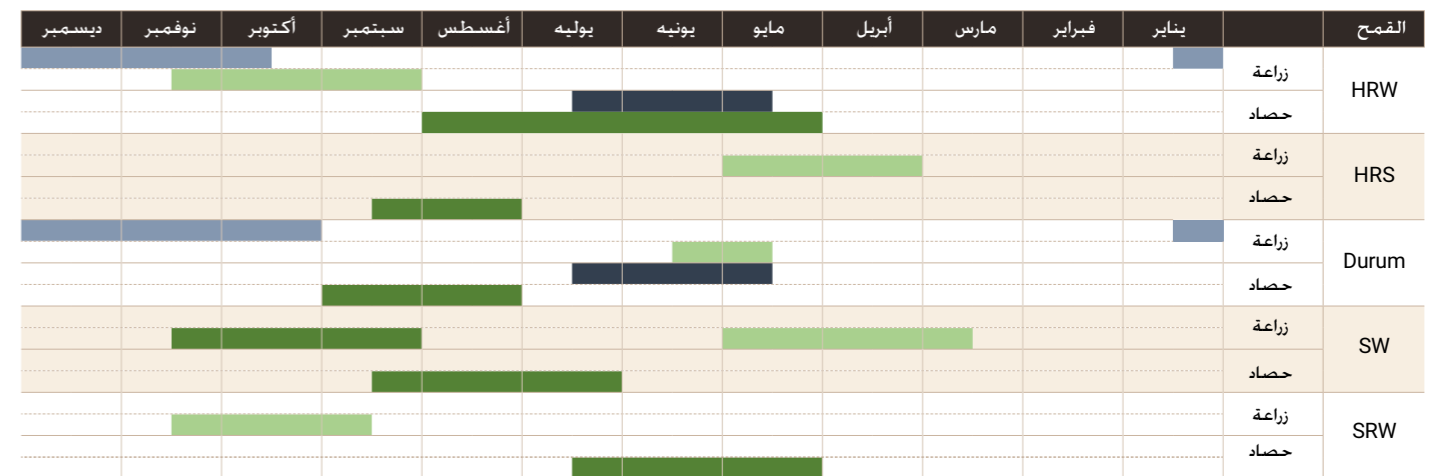 القمح يناير فبراير مارس أبريل مايو يونيه يوليه أغسطس سبتمبر أكتوبر نوفمبر ديسمبر
HRW
زراعة
حصاد
HRS
زراعة
حصاد
Durum
زراعة
حصاد
SW
زراعة
حصاد
SRW
زراعة
حصاد